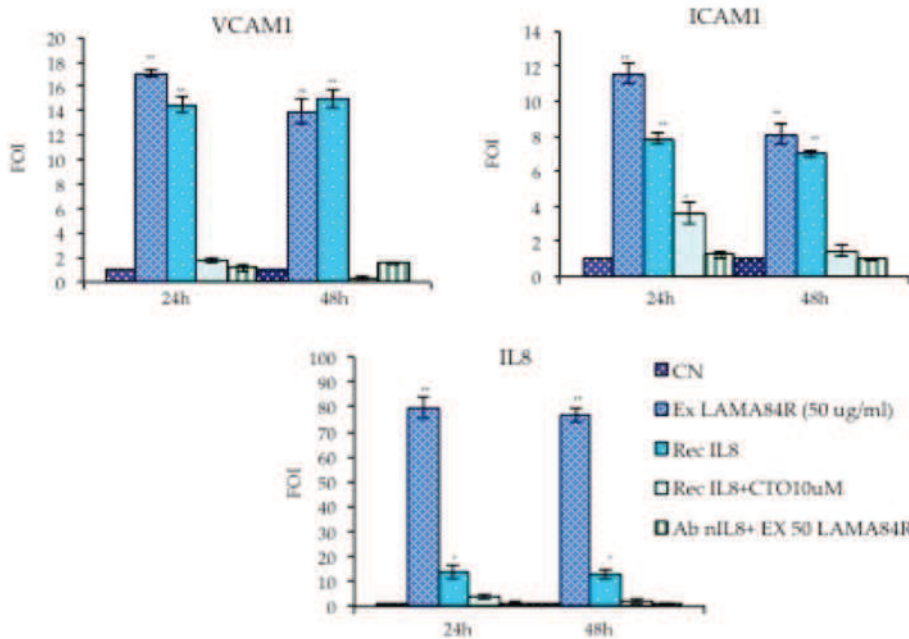 VCAM1
FOI
20
18
16
14
12
10
8
6
4
2
0
**
**
**
**
24h
48h
ICAM1
FOI
14
12
10
8
6
4
2
0
**
**
*
**
**
24h
48h
IL8
FOI
100
90
80
70
60
50
40
30
20
10
0
**
*
**
*
24h
48h
CN
Ex LAMA84R (50 ug/ml)
Rec IL8
Rec IL8+CTO10uM
Ab nIL8+ EX 50 LAMA84R